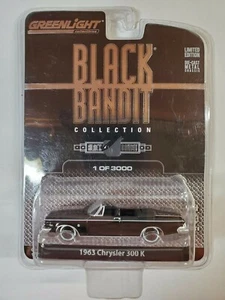 GREENLIGHT
LIMITED
EDITION
DIE-CAST
METAL
BLACK
BANDIT
COLLECTION
1 OF 3000
1963 Chrysler 300 K